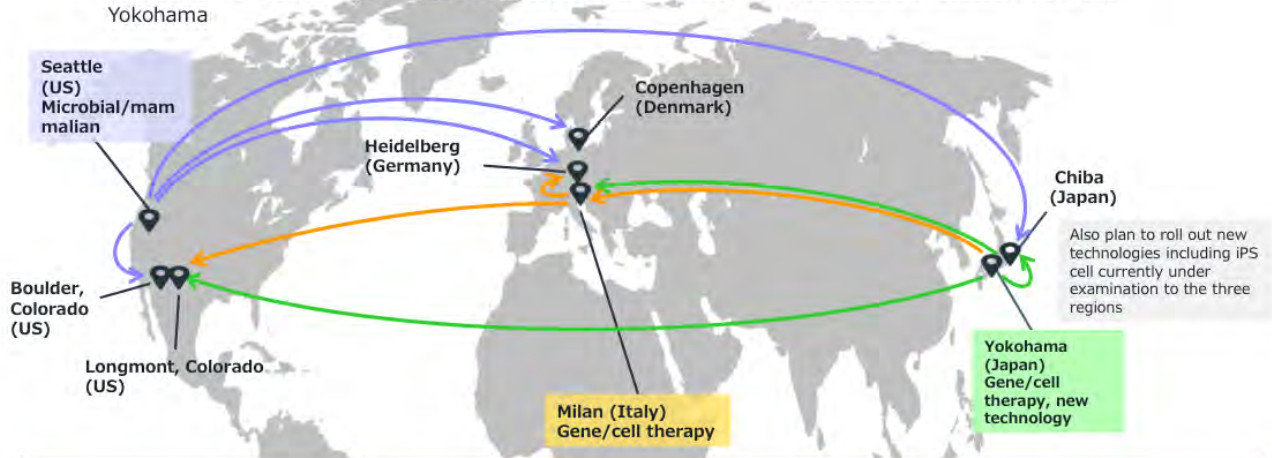 Yokohama
Seattle
(US)
Microbial/mam
malian
Copenhagen
(Denmark)
Heidelberg
(Germany)
Chiba
(Japan)
Also plan to roll out new
technologies including iPS
cell currently under
examination to the three
regions
Boulder,
Colorado
(US)
Longmont, Colorado
(US)
Milan (Italy)
Gene/cell therapy
Yokohama
(Japan)
Gene/cell
therapy, new
technology